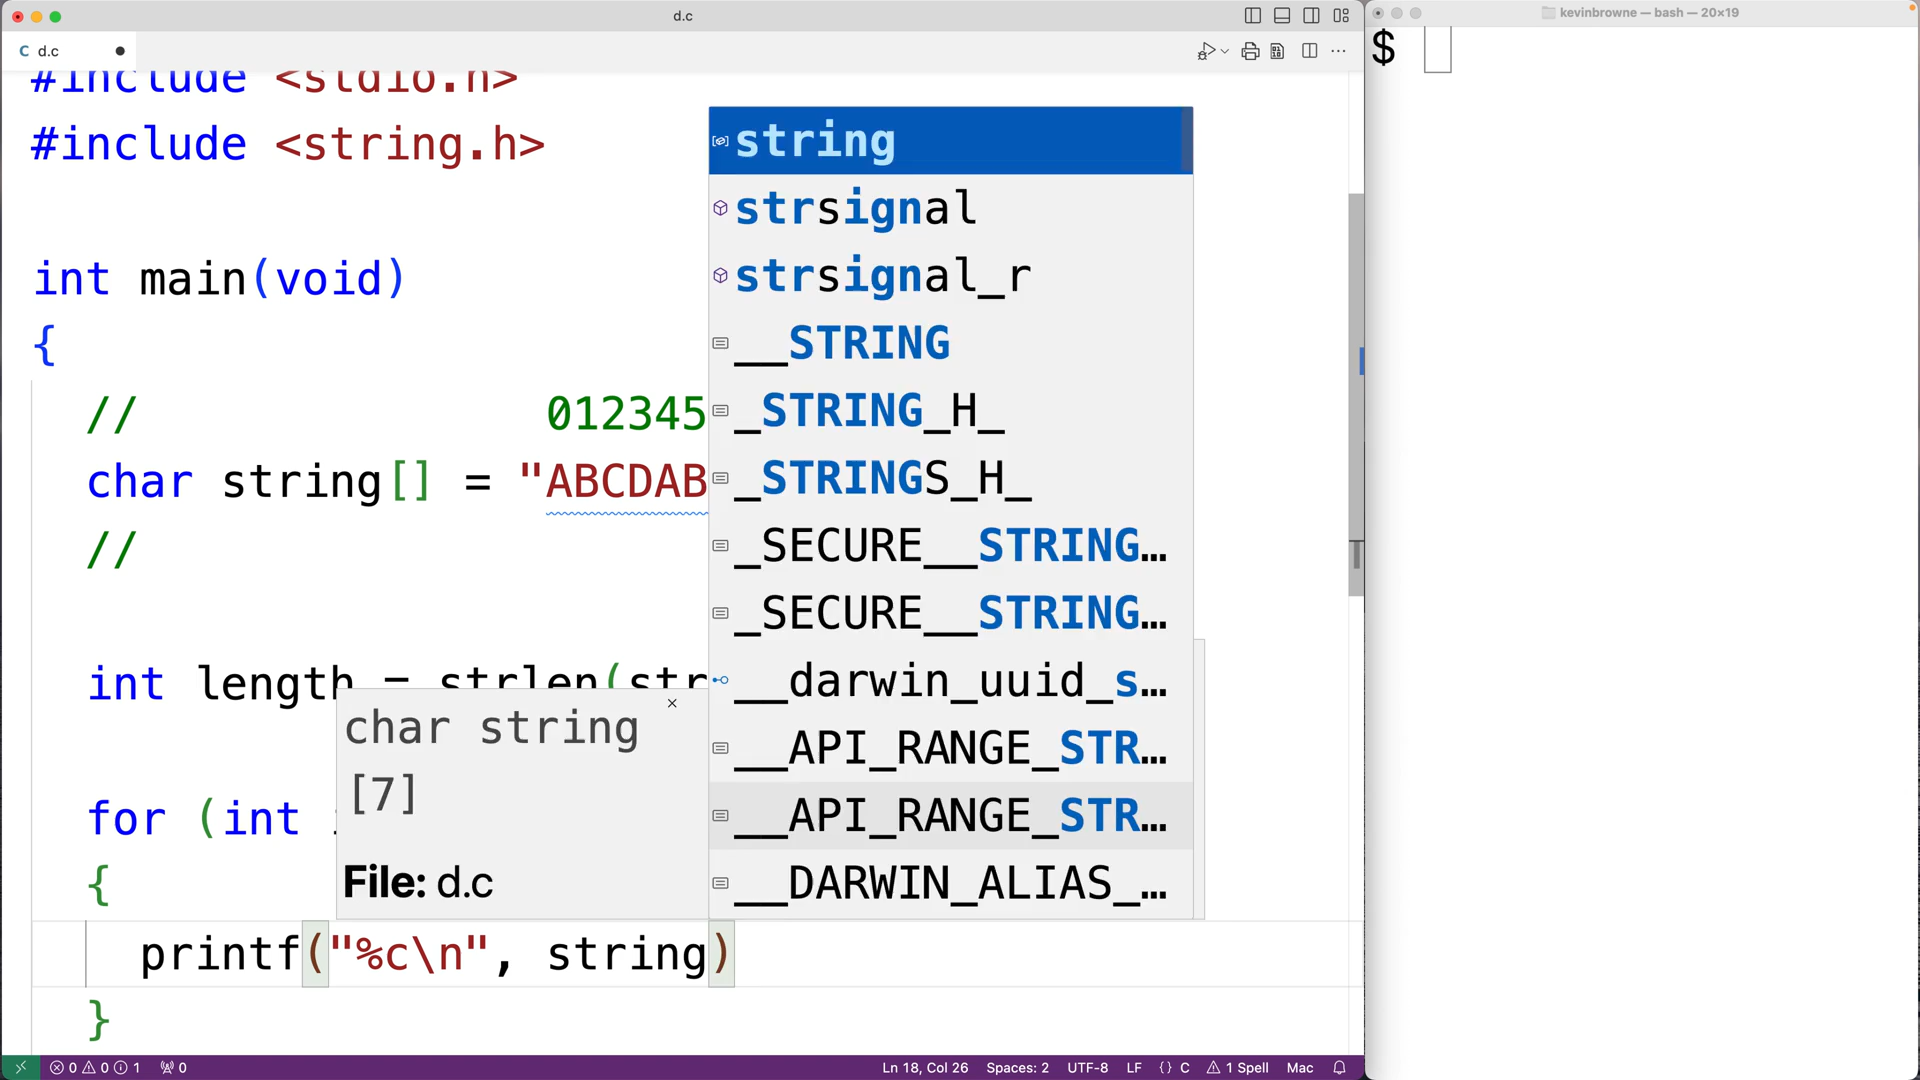 d.c
kevinbrowne — bash — 20×19
C d.c
$
#include <stdio.h>
#include <string.h>
int main(void)
{
// 012345
char string[] = "ABCDAB
//
int length = strlen(str
for (int i
{
printf("%c\n", string)
}
string
strsignal
strsignal_r
__STRING
_STRING_H_
_STRINGS_H_
_SECURE__STRING…
_SECURE__STRING…
__darwin_uuid_s…
__API_RANGE_STR…
__API_RANGE_STR…
__DARWIN_ALIAS_…
char string
[7]
File: d.c
0 0 1 0
Ln 18, Col 26 Spaces: 2 UTF-8 LF {} C 1 Spell Mac